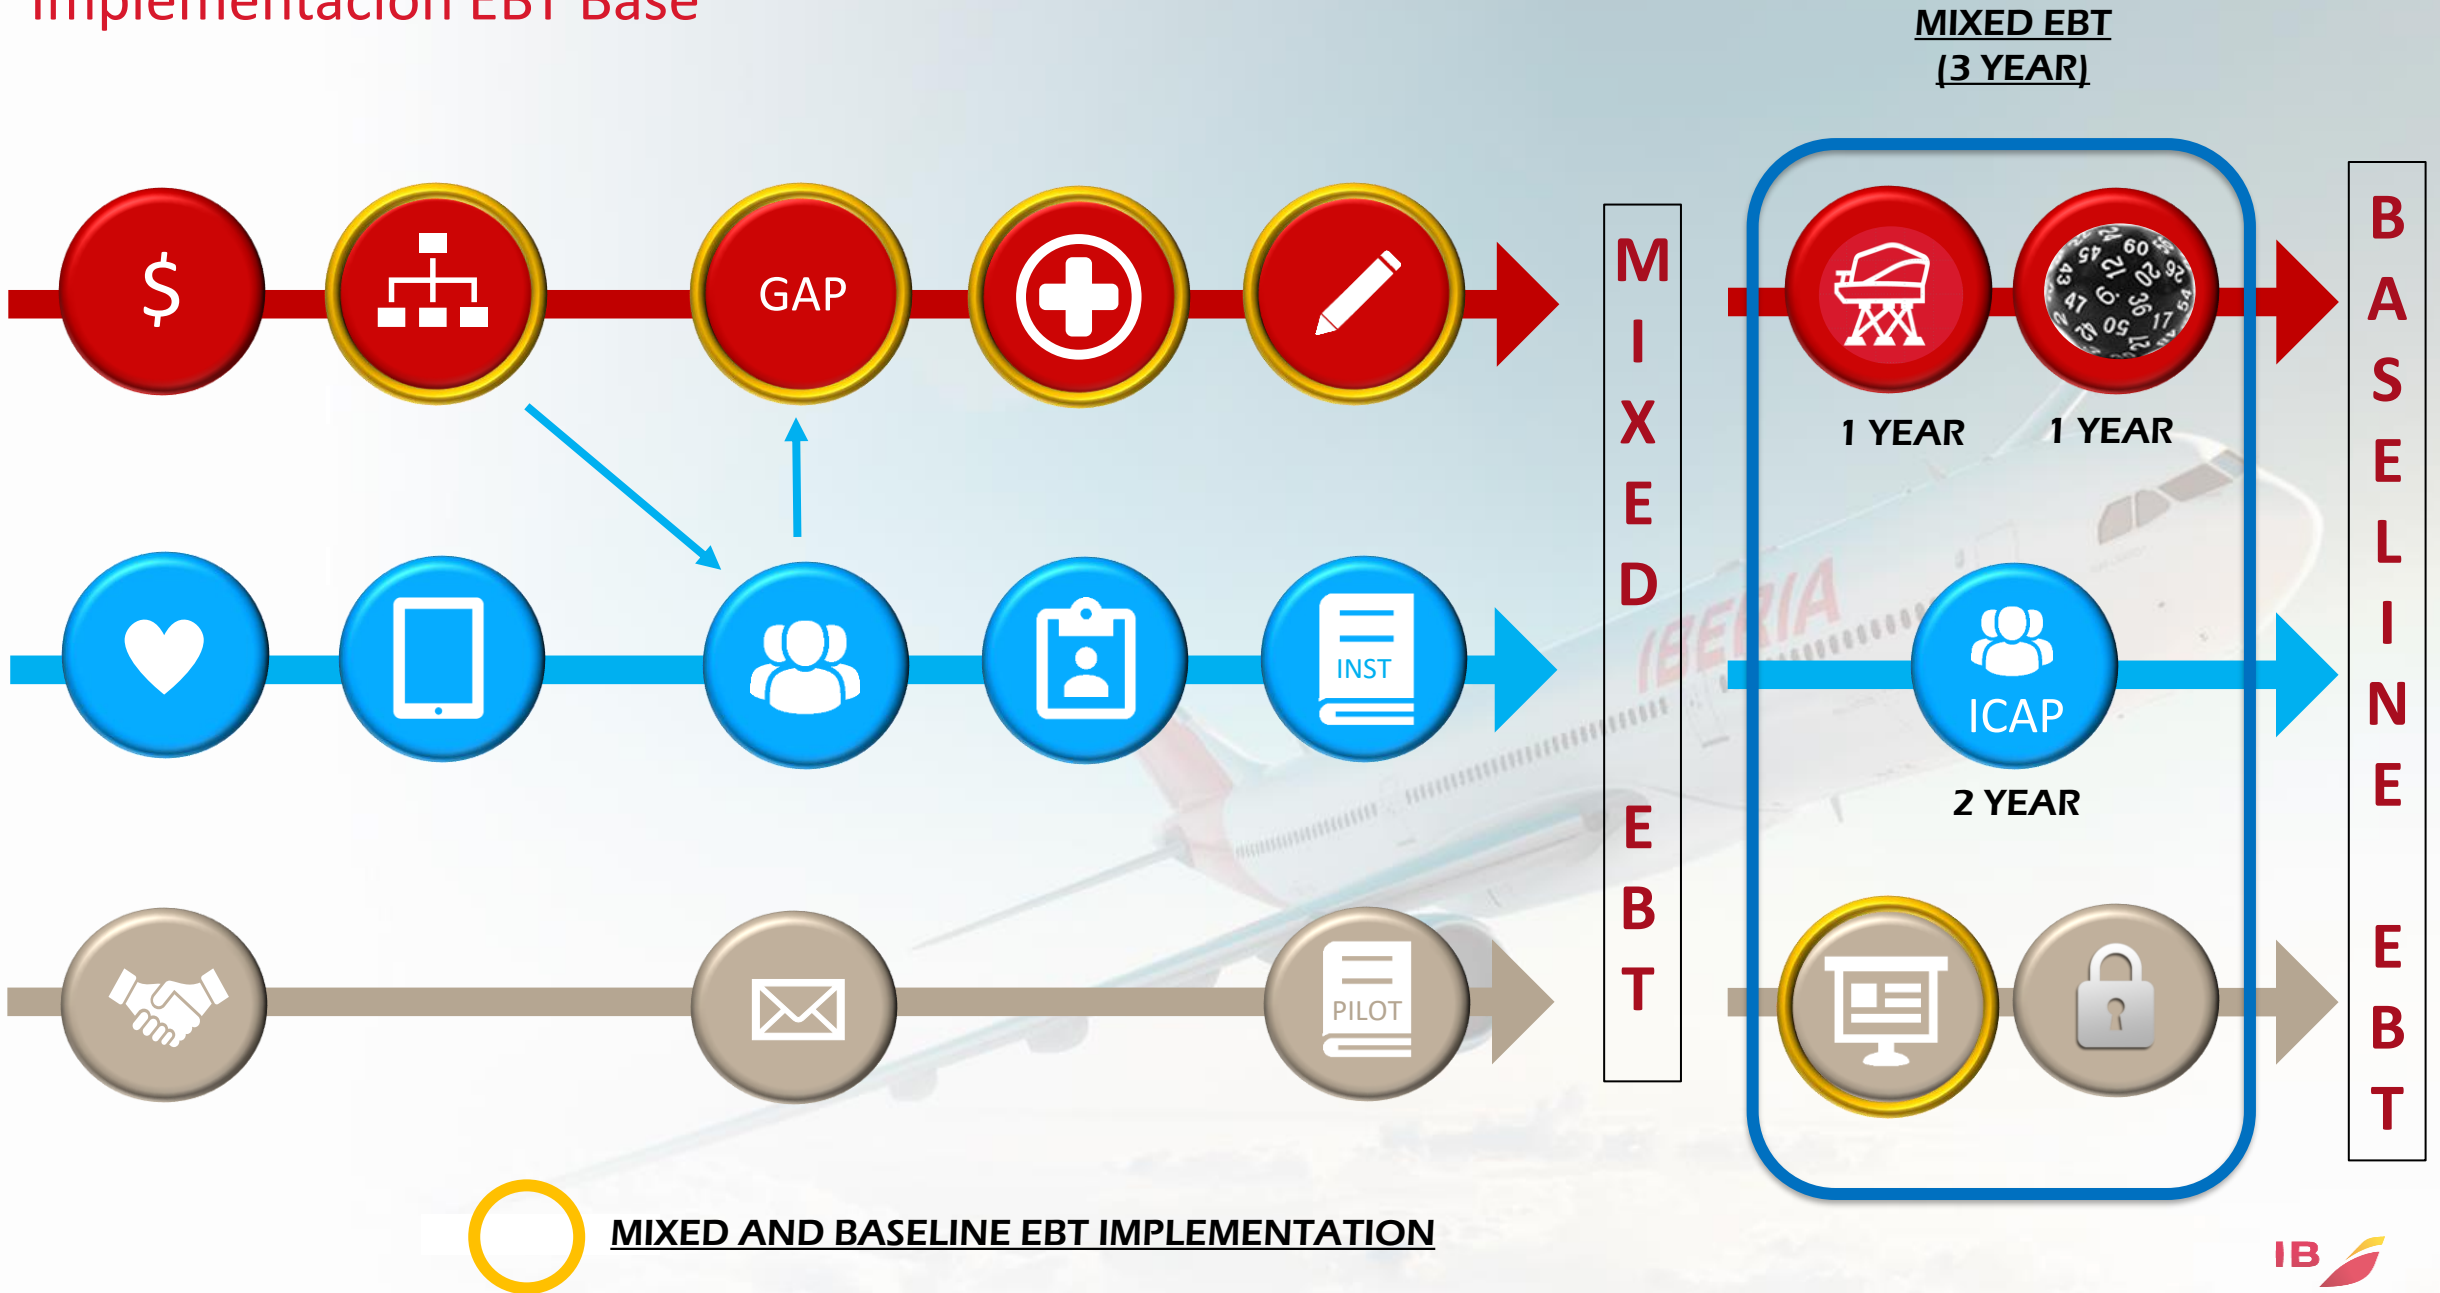 Implementación EBT Base
MIXED EBT
(3 YEAR)
$
GAP
1 YEAR
1 YEAR
INST
ICAP
2 YEAR
PILOT
MIXED EBT
BASELINE EBT
IBERIA
MIXED AND BASELINE EBT IMPLEMENTATION
IB